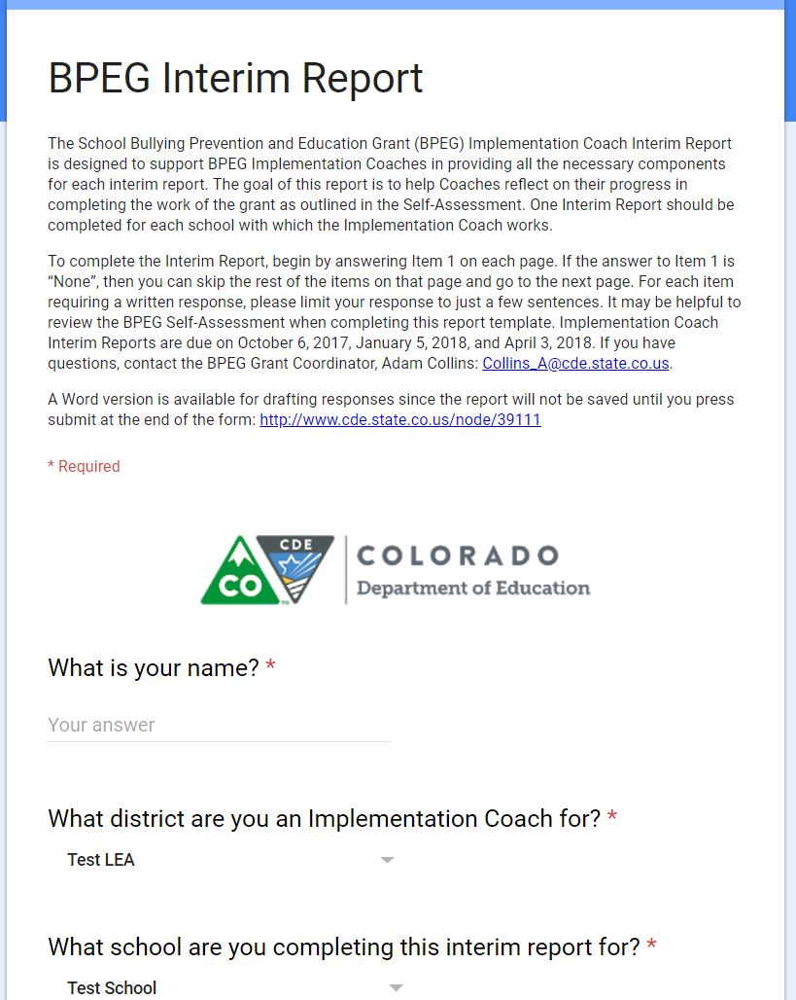 BPEG Interim Report
The School Bullying Prevention and Education Grant (BPEG) Implementation Coach Interim Report
is designed to support BPEG Implementation Coaches in providing all the necessary components
for each interim report. The goal of this report is to help Coaches reflect on their progress in
completing the work of the grant as outlined in the Self-Assessment. One Interim Report should be
completed for each school with which the Implementation Coach works.
To complete the Interim Report, begin by answering Item 1 on each page. If the answer to Item 1 is
“None”, then you can skip the rest of the items on that page and go to the next page. For each item
requiring a written response, please limit your response to just a few sentences. It may be helpful to
review the BPEG Self-Assessment when completing this report template. Implementation Coach
Interim Reports are due on October 6, 2017, January 5, 2018, and April 3, 2018. If you have
questions, contact the BPEG Grant Coordinator, Adam Collins: Collins_A@cde.state.co.us.
A Word version is available for drafting responses since the report will not be saved until you press
submit at the end of the form: http://www.cde.state.co.us/node/39111
* Required
CO
CDE
COLORADO
Department of Education
What is your name? *
Your answer
What district are you an Implementation Coach for? *
Test LEA
What school are you completing this interim report for? *
Test School